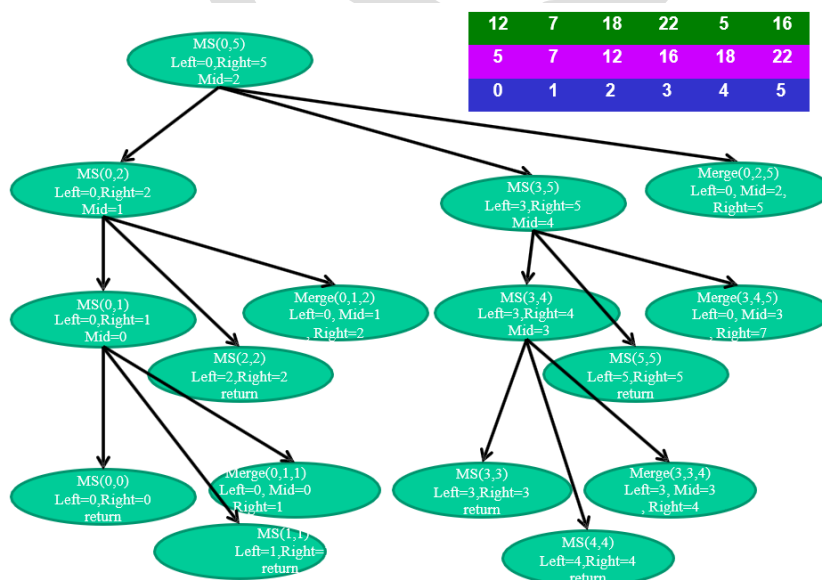 12 7 18 22 5 16
5 7 12 16 18 22
0 1 2 3 4 5
MS(0,5)
Left=0,Right=5
Mid=2
MS(0,2)
Left=0,Right=2
Mid=1
MS(3,5)
Left=3,Right=5
Mid=4
Merge(0,2,5)
Left=0, Mid=2,
Right=5
MS(0,1)
Left=0,Right=1
Mid=0
Merge(0,1,2)
Left=0, Mid=1
, Right=2
MS(3,4)
Left=3,Right=4
Mid=3
Merge(3,4,5)
Left=0, Mid=3
, Right=7
MS(2,2)
Left=2,Right=2
return
MS(5,5)
Left=5,Right=5
return
MS(0,0)
Left=0,Right=0
return
Merge(0,1,1)
Left=0, Mid=0
Right=1
MS(3,3)
Left=3,Right=3
return
Merge(3,3,4)
Left=3, Mid=3
, Right=4
MS(1,1)
Left=1,Right=
return
MS(4,4)
Left=4,Right=4
return